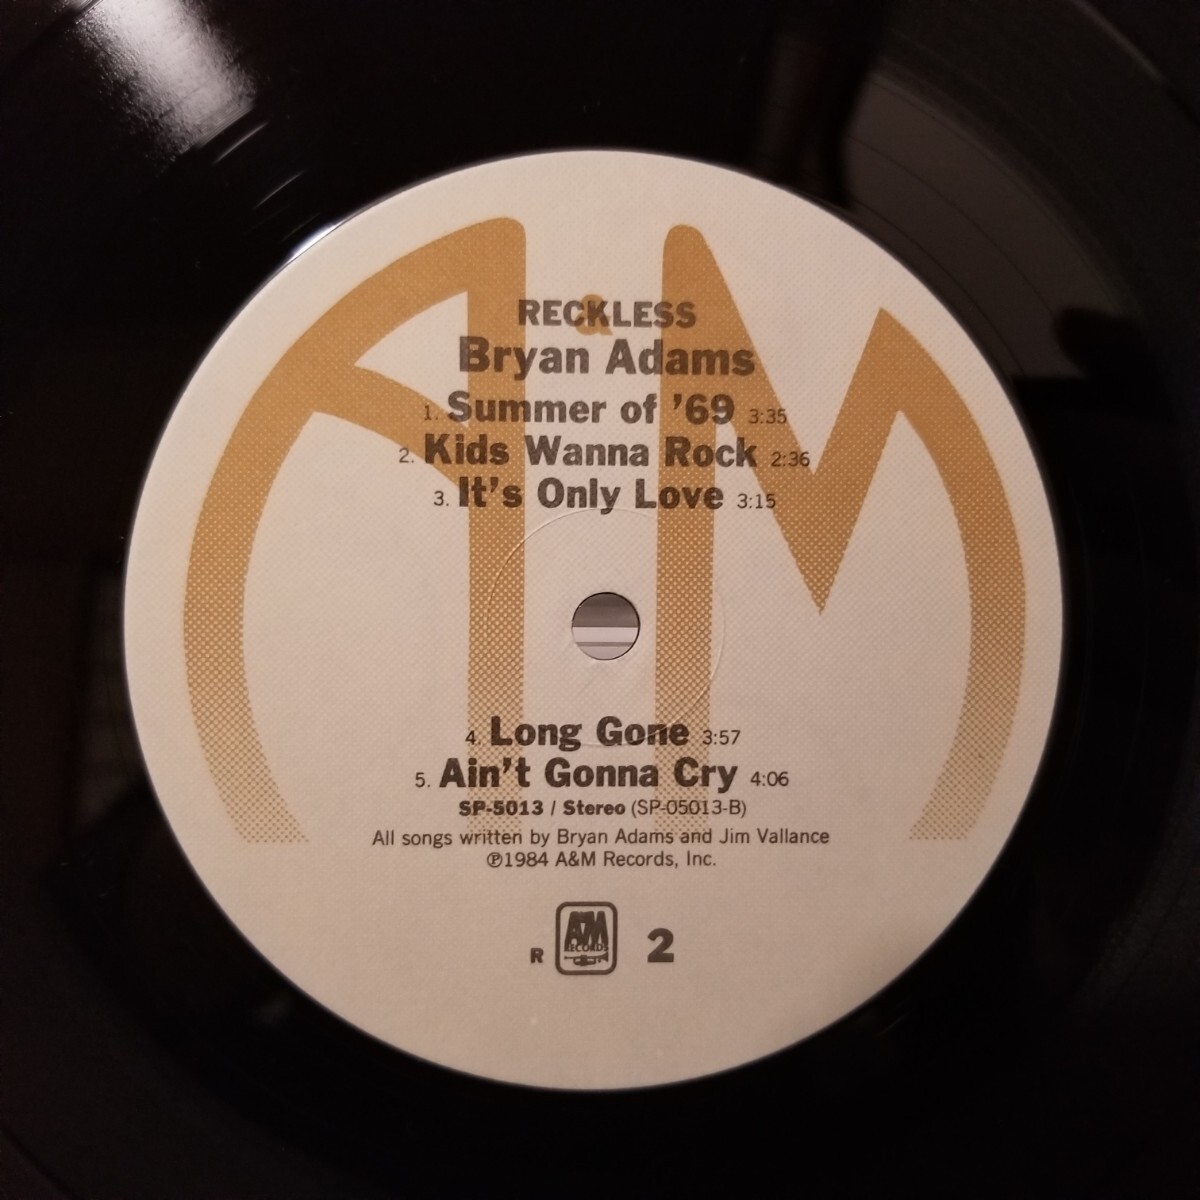 A&M
RECKLESS
Bryan Adams
1. Summer of '69 3:35
2. Kids Wanna Rock 2:36
3. It's Only Love 3:15
4. Long Gone 3:57
5. Ain't Gonna Cry 4:06
SP-5013 / Stereo (SP-05013-B)
All songs written by Bryan Adams and Jim Vallance
℗1984 A&M Records, Inc.
R A&M RECORDS 2